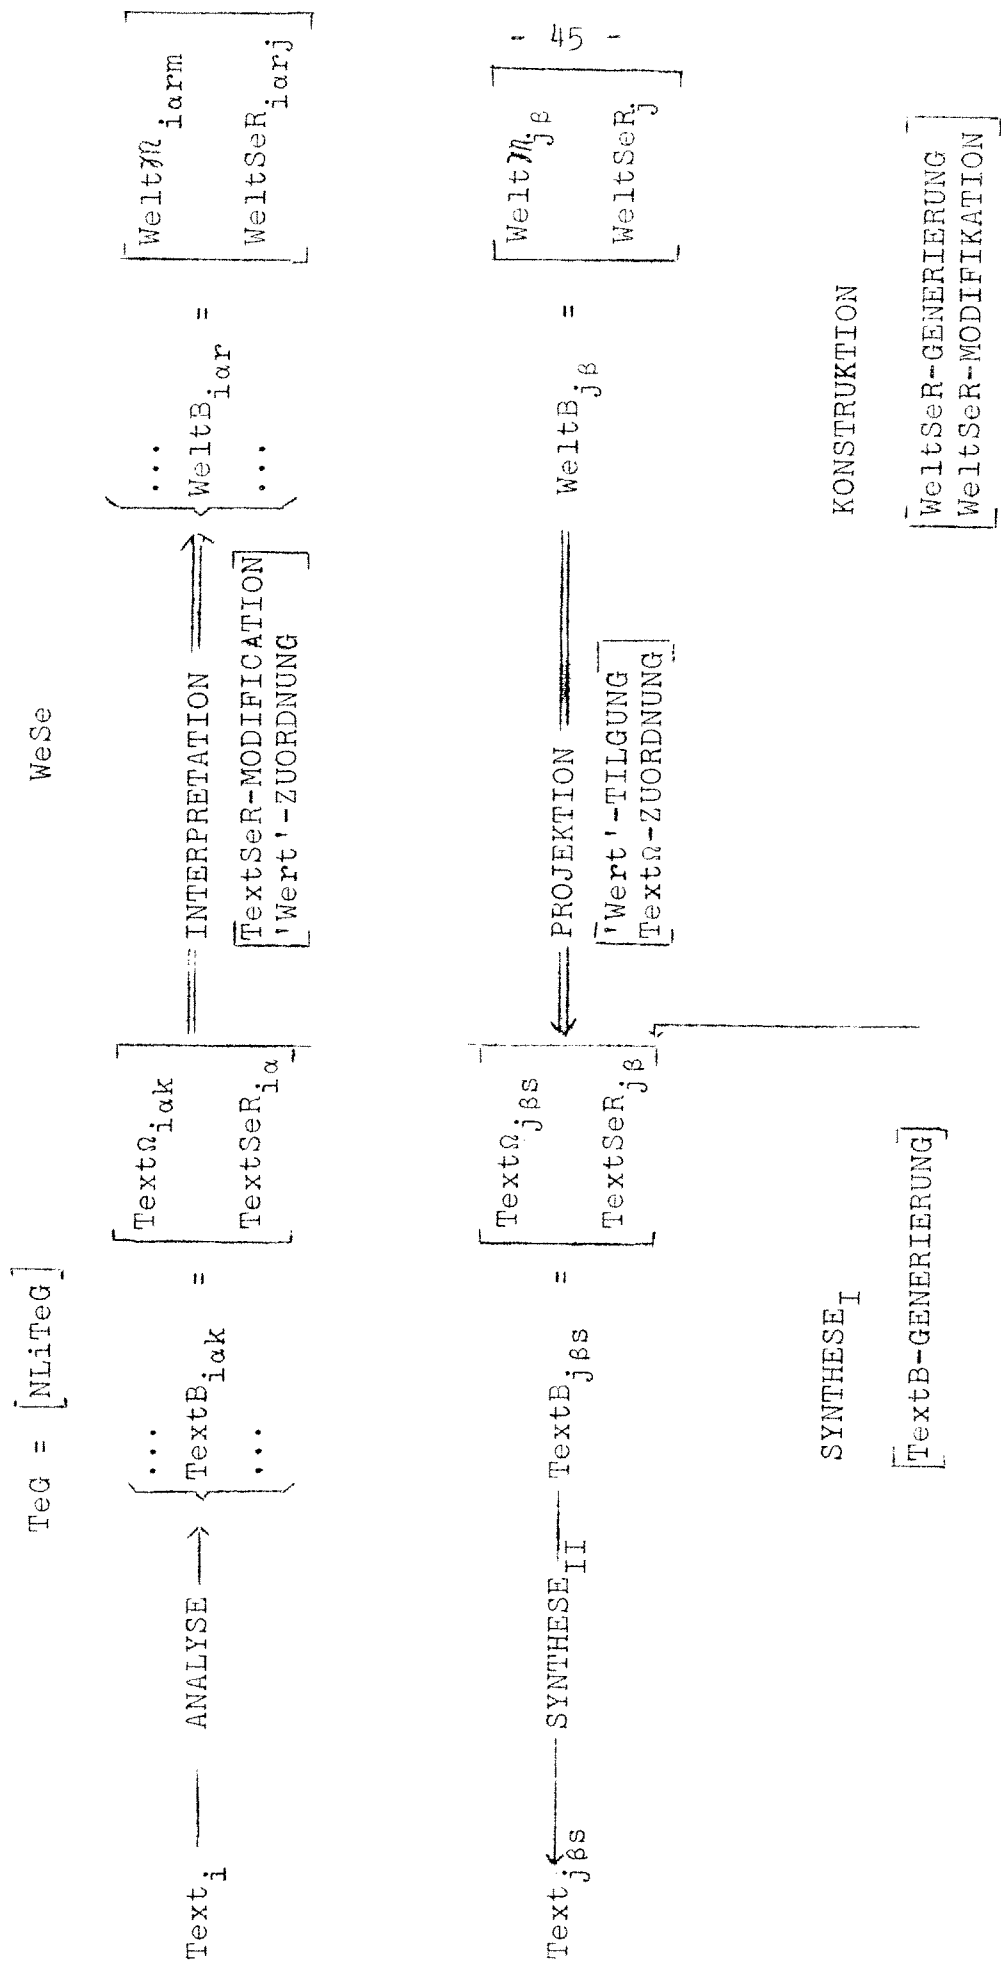 - 45 -
TeG = [NLiTeG] WeSe
Text_i — ANALYSE → { ... TextB_iαk ... = [TextΩ_iαk TextSeR_iα] ═ INTERPRETATION ⇒ { ... WeltB_iαr ... = [Welt𝔐_iαrm WeltSeR_iαrj]
[TextSeR-MODIFICATION
'Wert'-ZUORDNUNG]
Text_jβs ← SYNTHESE_II — TextB_jβs = [TextΩ_jβs TextSeR_jβ] ⇐ PROJEKTION ═ WeltB_jβ = [Welt𝔐_jβ WeltSeR_j]
['Wert'-TILGUNG
TextΩ-ZUORDNUNG]
SYNTHESE_I KONSTRUKTION
[TextB-GENERIERUNG] [WeltSeR-GENERIERUNG
WeltSeR-MODIFIKATION]